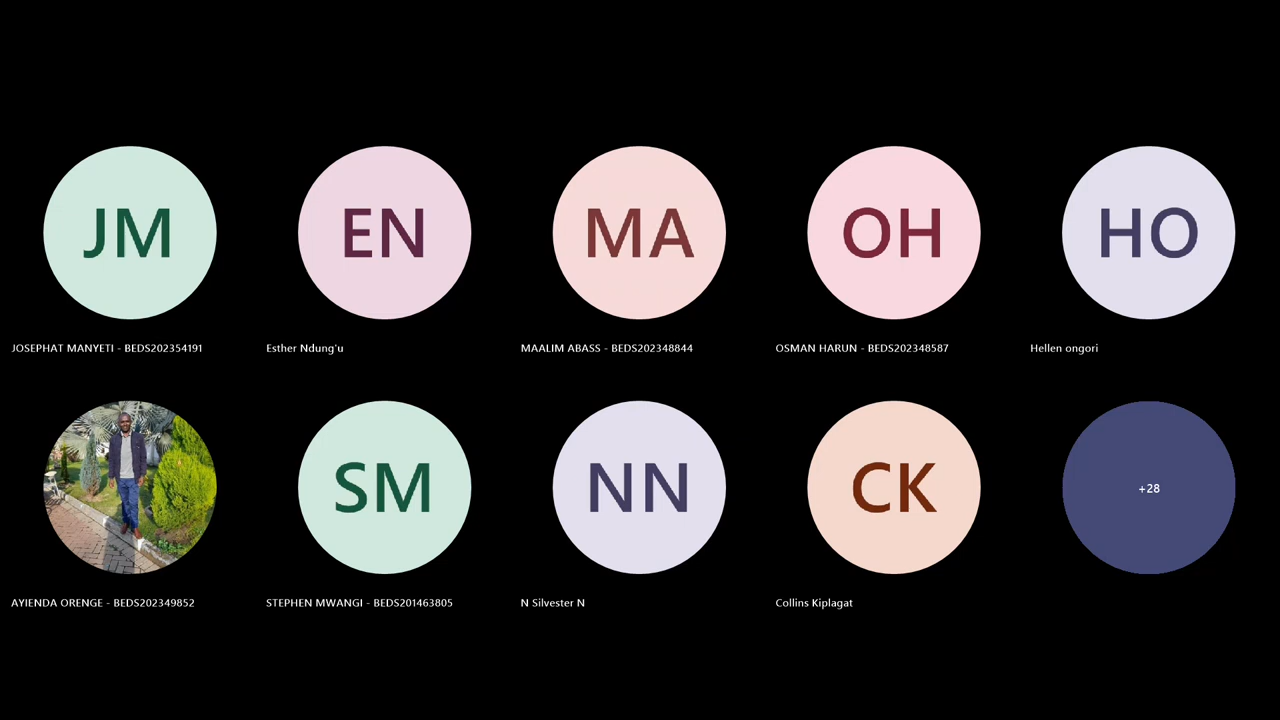 JM
EN
MA
OH
HO
JOSEPHAT MANYETI - BEDS202354191
Esther Ndung'u
MAALIM ABASS - BEDS202348844
OSMAN HARUN - BEDS202348587
Hellen ongori
SM
NN
CK
+28
AYIENDA ORENGE - BEDS202349852
STEPHEN MWANGI - BEDS201463805
N Silvester N
Collins Kiplagat